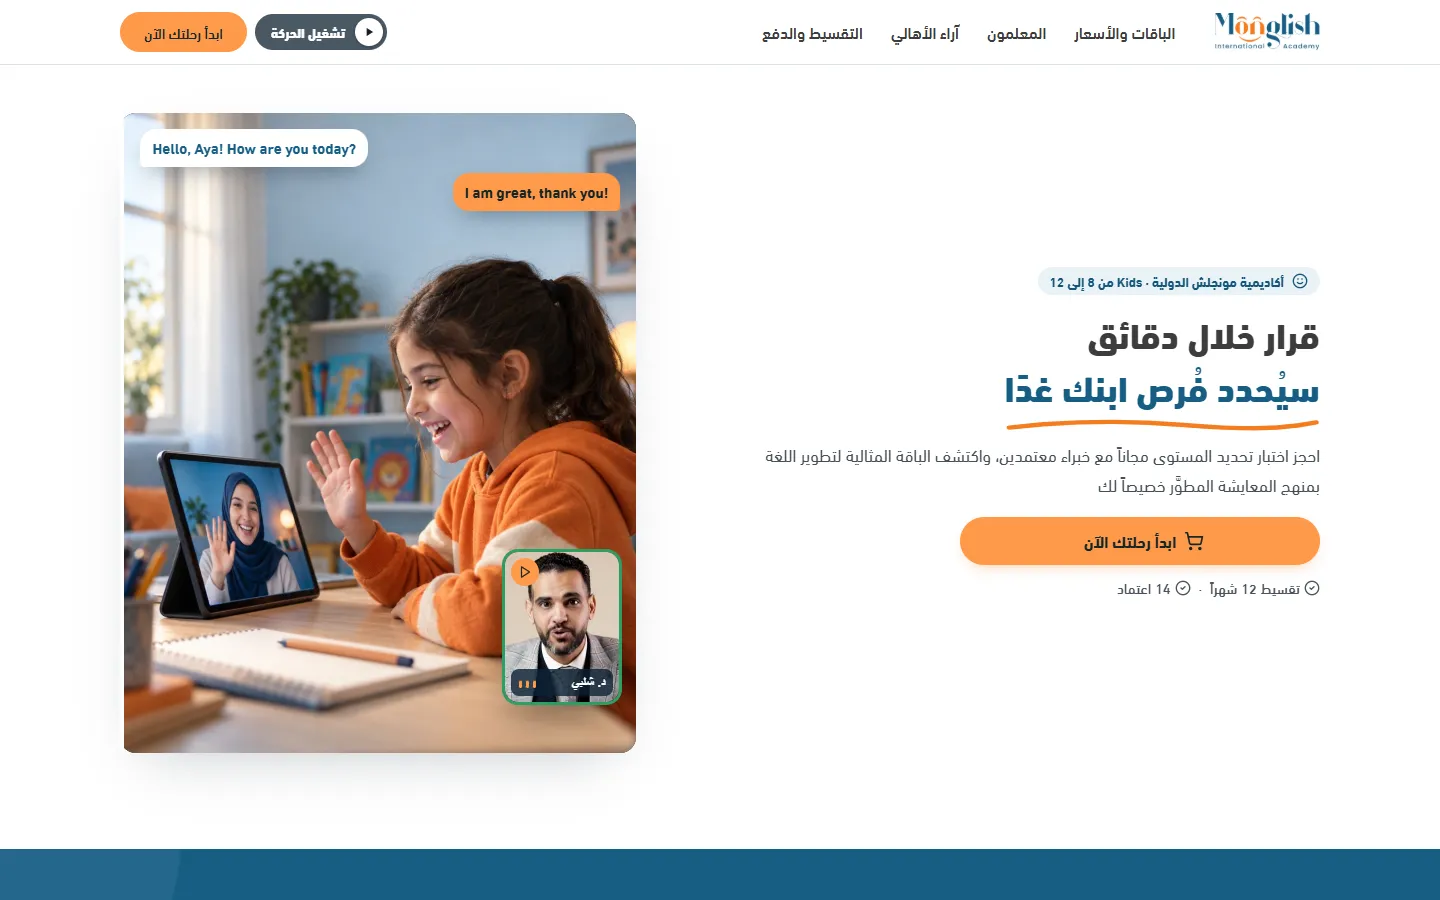 Monglish
International Academy
الباقات والأسعار
المعلمون
آراء الأهالي
التقسيط والدفع
تشغيل الحركة
ابدأ رحلتك الآن
أكاديمية مونجلش الدولية · Kids من 8 إلى 12
قرار خلال دقائق
سيُحدد فُرص ابنك غدًا
احجز اختبار تحديد المستوى مجاناً مع خبراء معتمدين، واكتشف الباقة المثالية لتطوير اللغة
بمنهج المعايشة المطوَّر خصيصاً لك
ابدأ رحلتك الآن
تقسيط 12 شهراً · 14 اعتماد
Hello, Aya! How are you today?
I am great, thank you!
د. شلبي